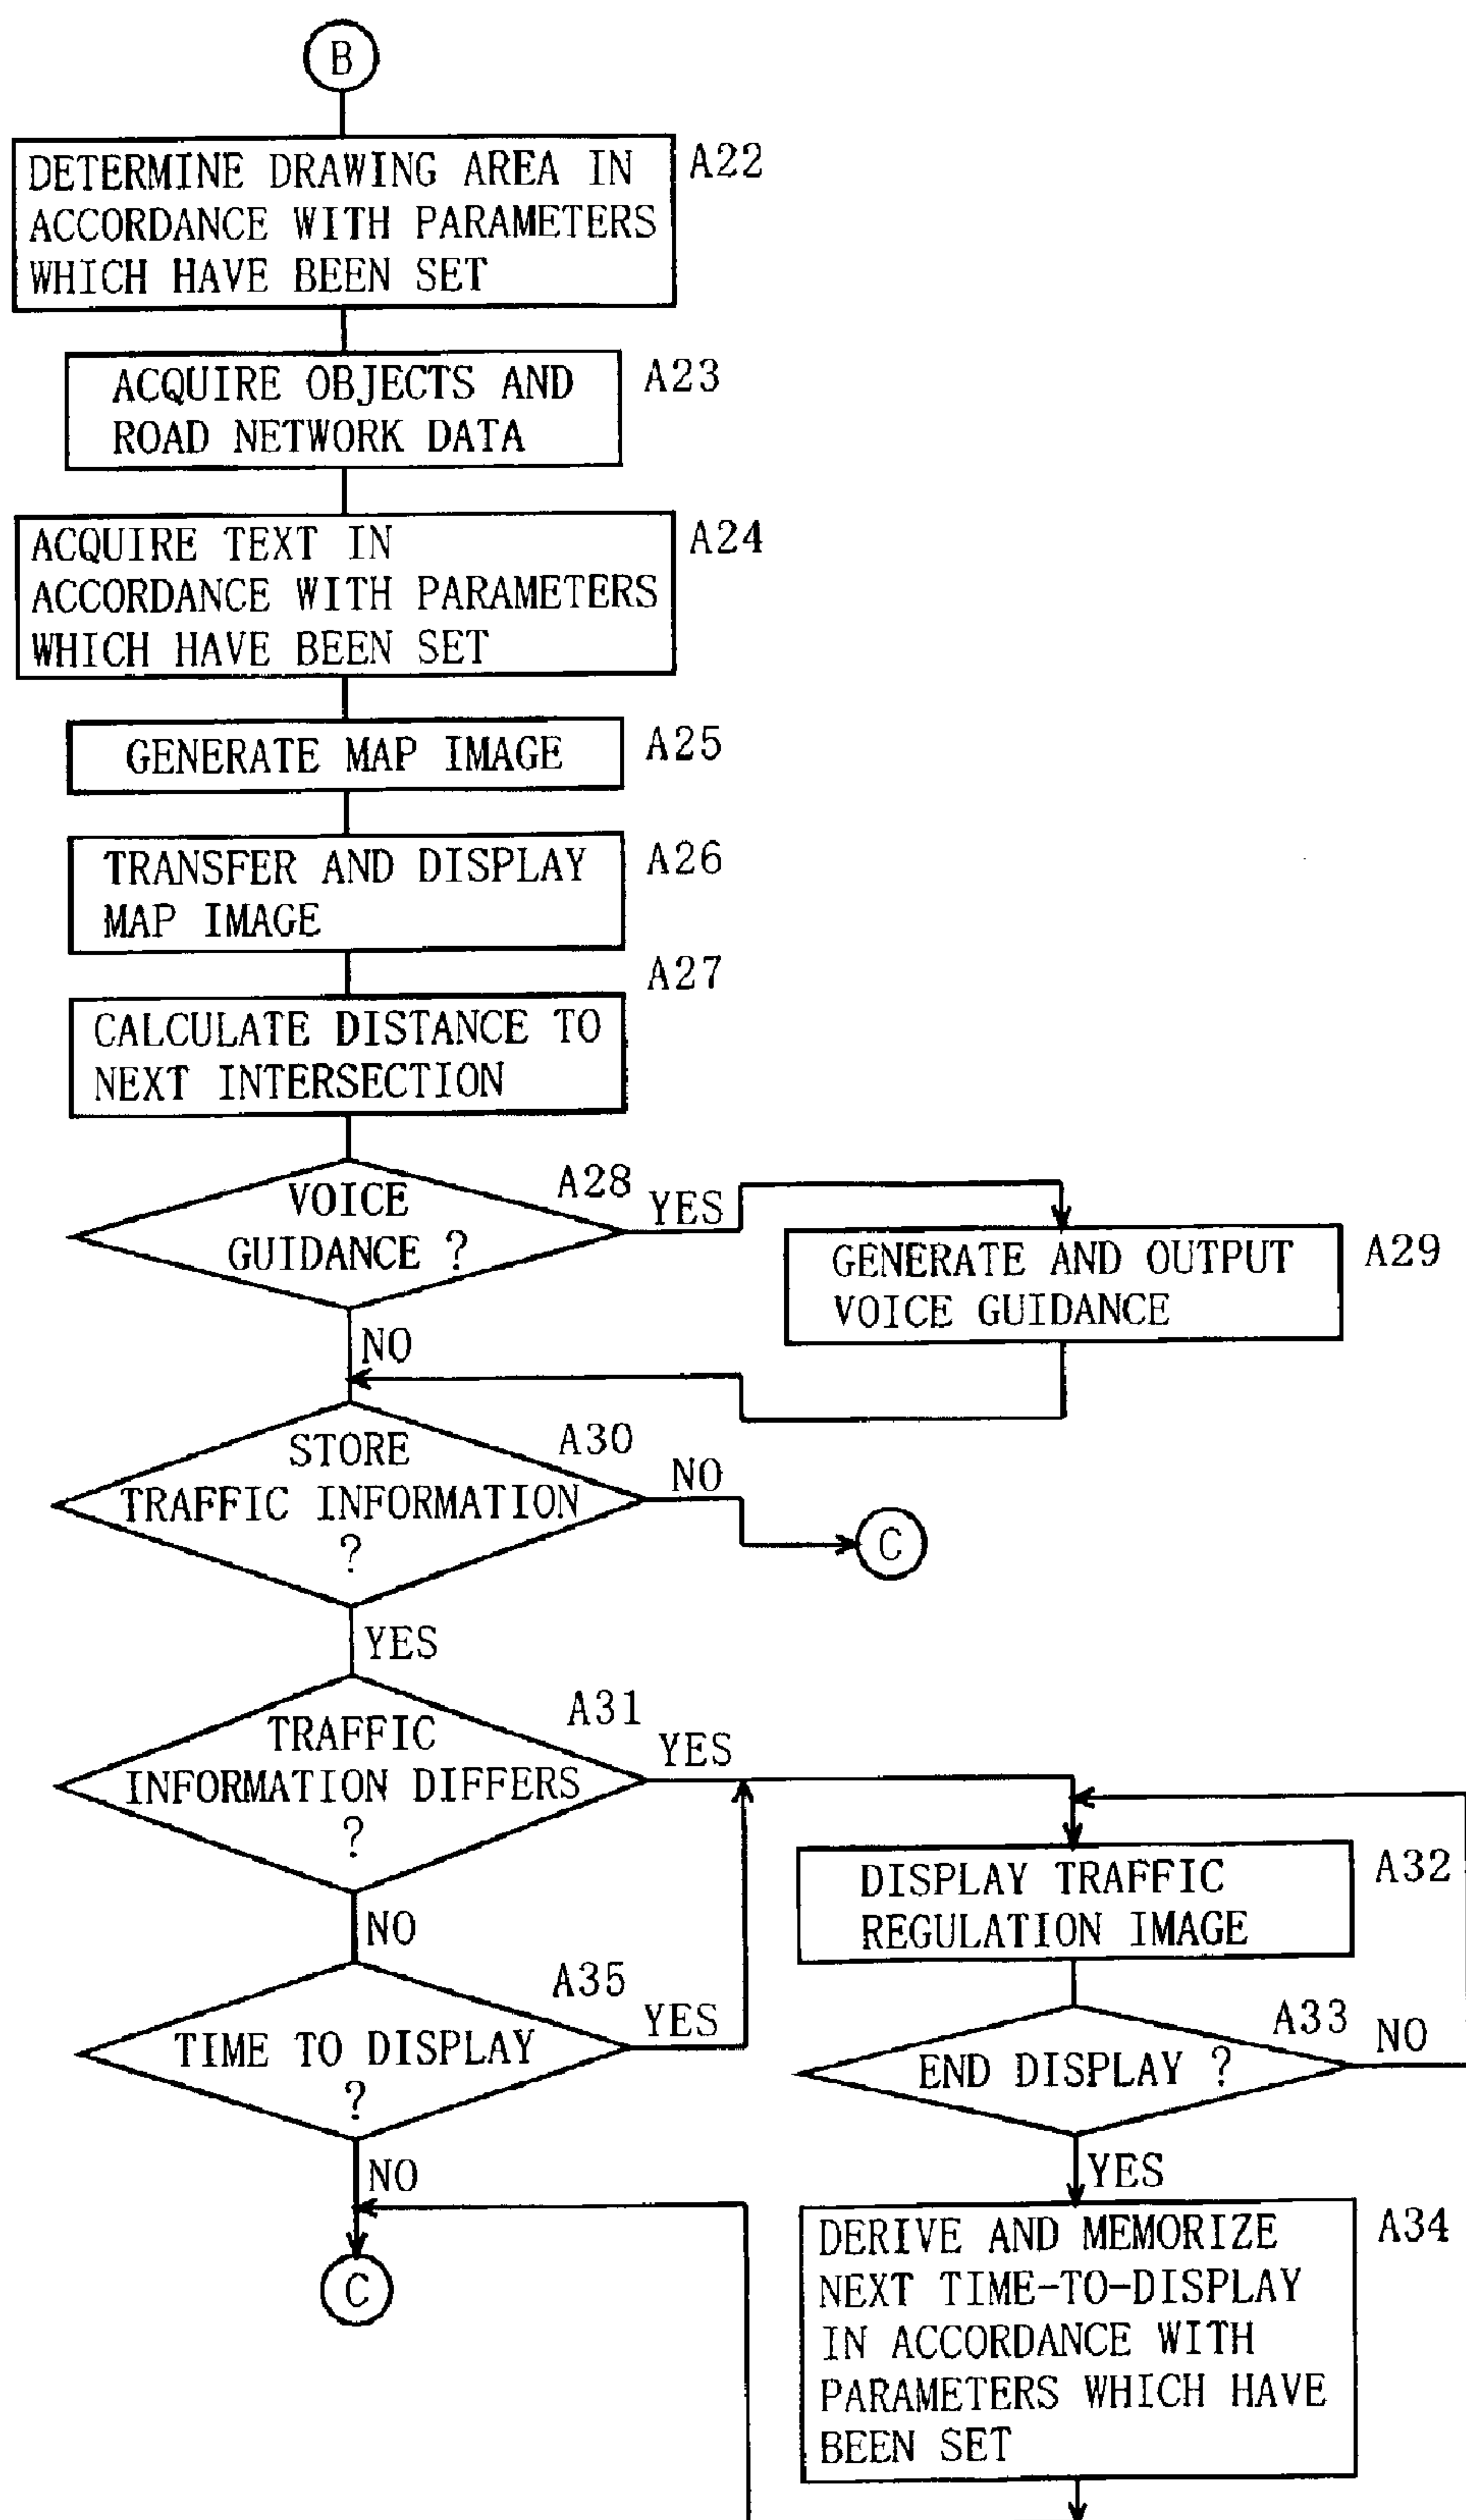 B
DETERMINE DRAWING AREA IN
ACCORDANCE WITH PARAMETERS
WHICH HAVE BEEN SET
A22
ACQUIRE OBJECTS AND
ROAD NETWORK DATA
A23
ACQUIRE TEXT IN
ACCORDANCE WITH PARAMETERS
WHICH HAVE BEEN SET
A24
GENERATE MAP IMAGE
A25
TRANSFER AND DISPLAY
MAP IMAGE
A26
A27
CALCULATE DISTANCE TO
NEXT INTERSECTION
VOICE
GUIDANCE ?
A28
YES
GENERATE AND OUTPUT
VOICE GUIDANCE
A29
NO
STORE
TRAFFIC INFORMATION
?
A30
NO
C
YES
TRAFFIC
INFORMATION DIFFERS
?
A31
YES
DISPLAY TRAFFIC
REGULATION IMAGE
A32
NO
TIME TO DISPLAY
?
A35
YES
END DISPLAY ?
A33
NO
NO
C
YES
DERIVE AND MEMORIZE
NEXT TIME-TO-DISPLAY
IN ACCORDANCE WITH
PARAMETERS WHICH HAVE
BEEN SET
A34